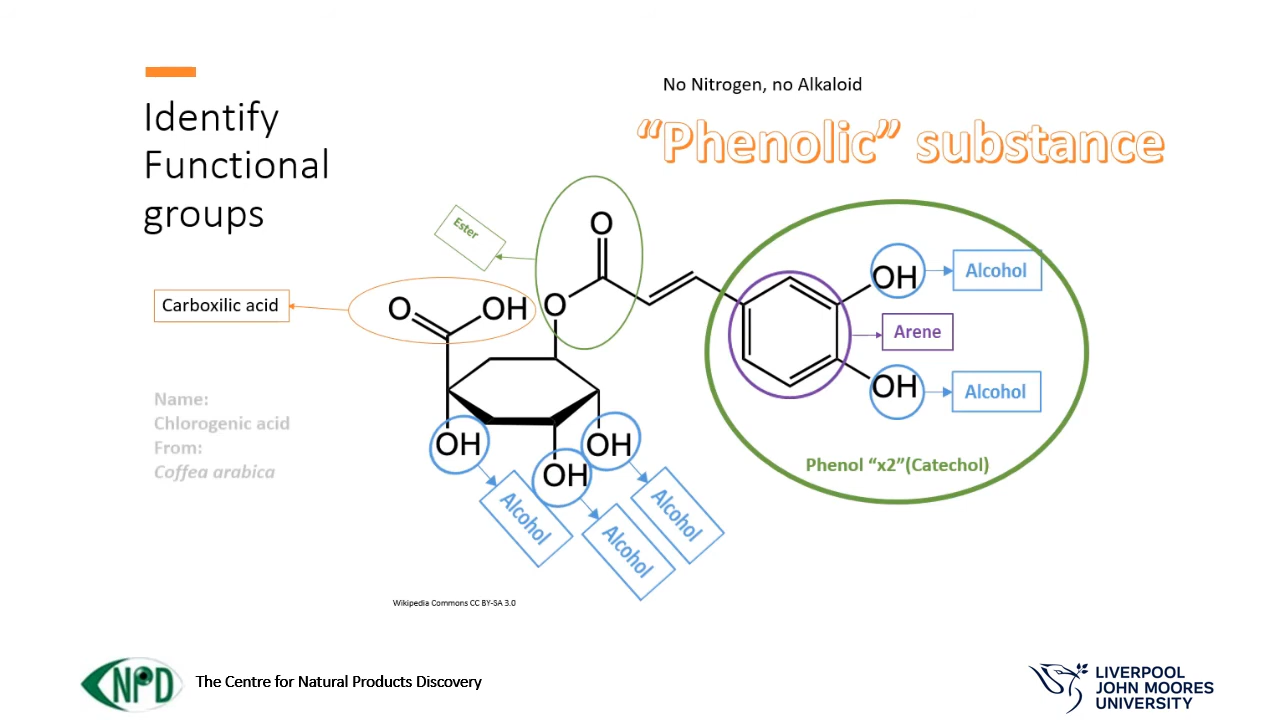 Identify
Functional
groups
No Nitrogen, no Alkaloid
“Phenolic” substance
Ester
O
O
OH
Alcohol
Carboxilic acid
O
OH
Arene
OH
Alcohol
Name:
Chlorogenic acid
From:
Coffea arabica
OH
OH
OH
Phenol “x2”(Catechol)
Alcohol
Alcohol
Alcohol
Wikipedia Commons CC BY-SA 3.0
NPD
The Centre for Natural Products Discovery
LIVERPOOL
JOHN MOORES
UNIVERSITY